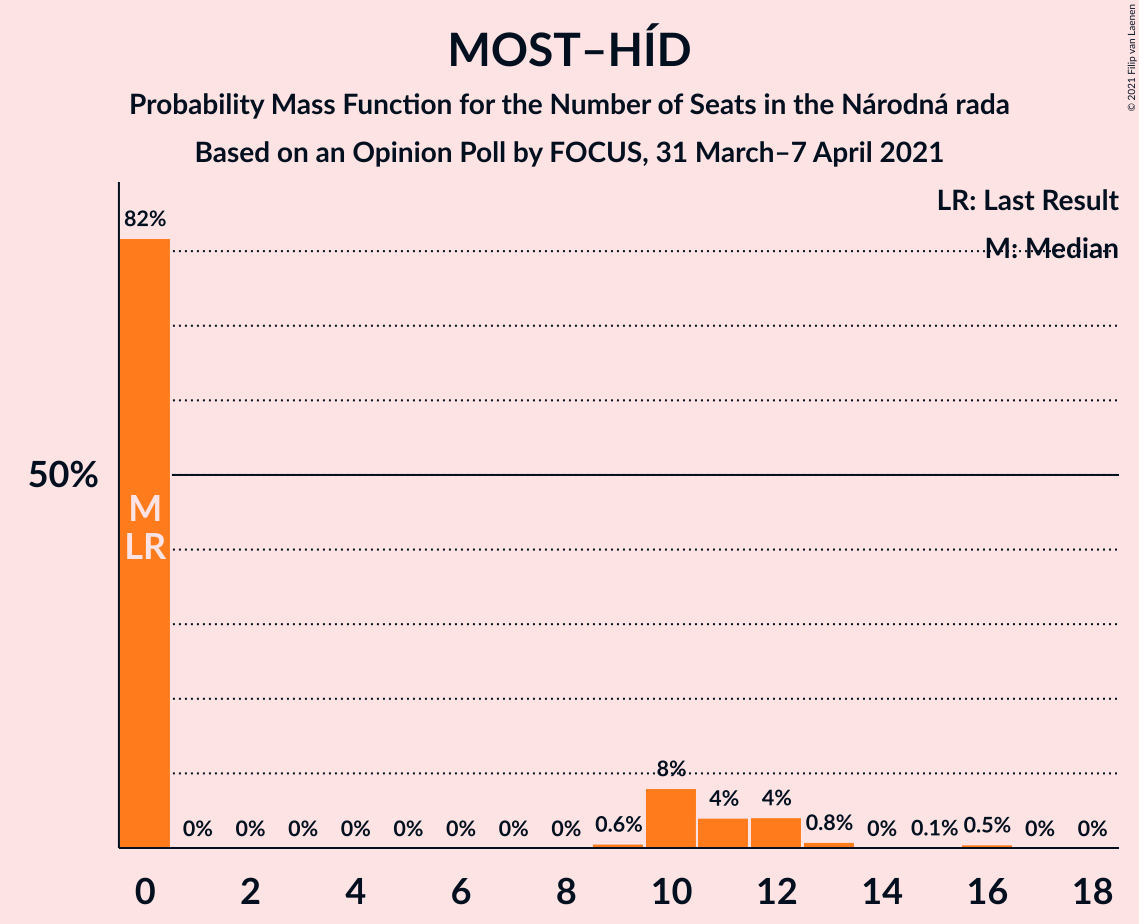 MOST–HÍD
Probability Mass Function for the Number of Seats in the Národná rada
Based on an Opinion Poll by FOCUS, 31 March–7 April 2021
© 2021 Filip van Laenen
LR: Last Result
M: Median
82%
50%
M
LR
0% 0% 0% 0% 0% 0% 0% 0% 0.6% 8% 4% 4% 0.8% 0% 0.1% 0.5% 0% 0%
0 2 4 6 8 10 12 14 16 18